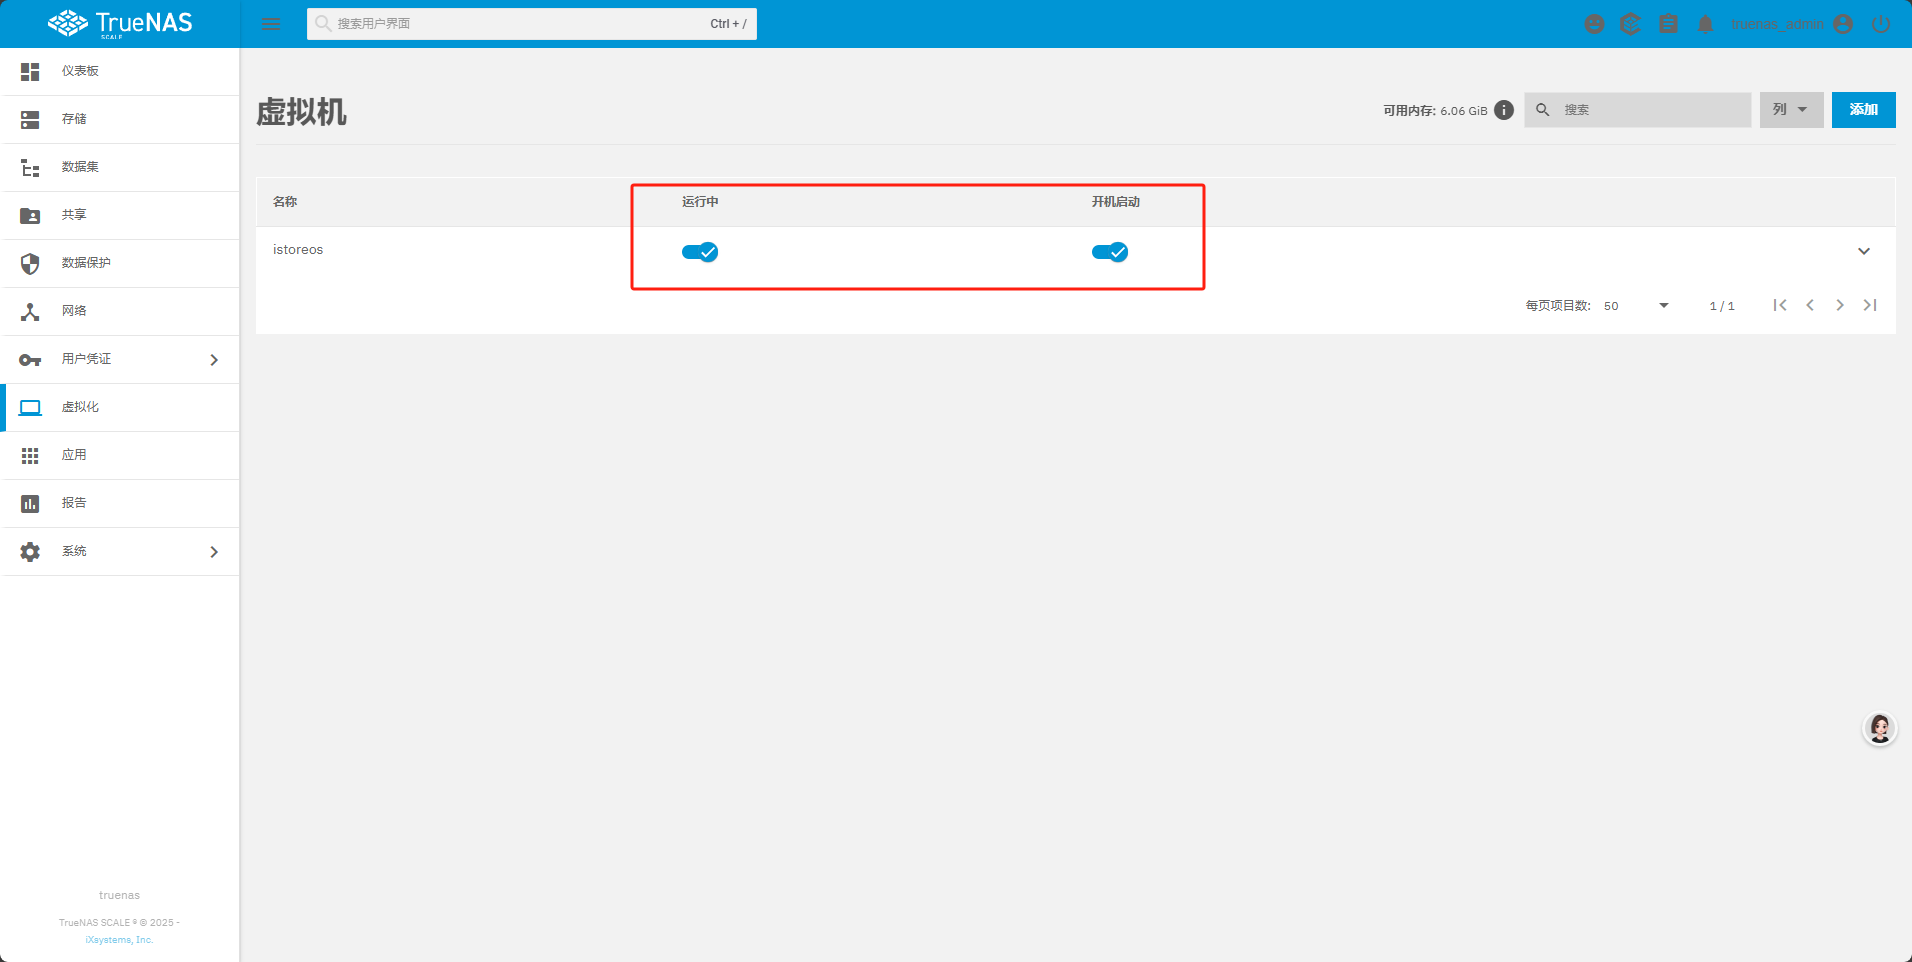 TrueNAS
SCALE
搜索用户界面
Ctrl + /
truenas_admin
仪表板
存储
数据集
共享
数据保护
网络
用户凭证
虚拟化
应用
报告
系统
truenas
TrueNAS SCALE ® © 2025 -
iXsystems, Inc.
虚拟机
可用内存: 6.06 GiB
搜索
列
添加
名称
运行中
开机启动
istoreos
每页项目数: 50
1 / 1